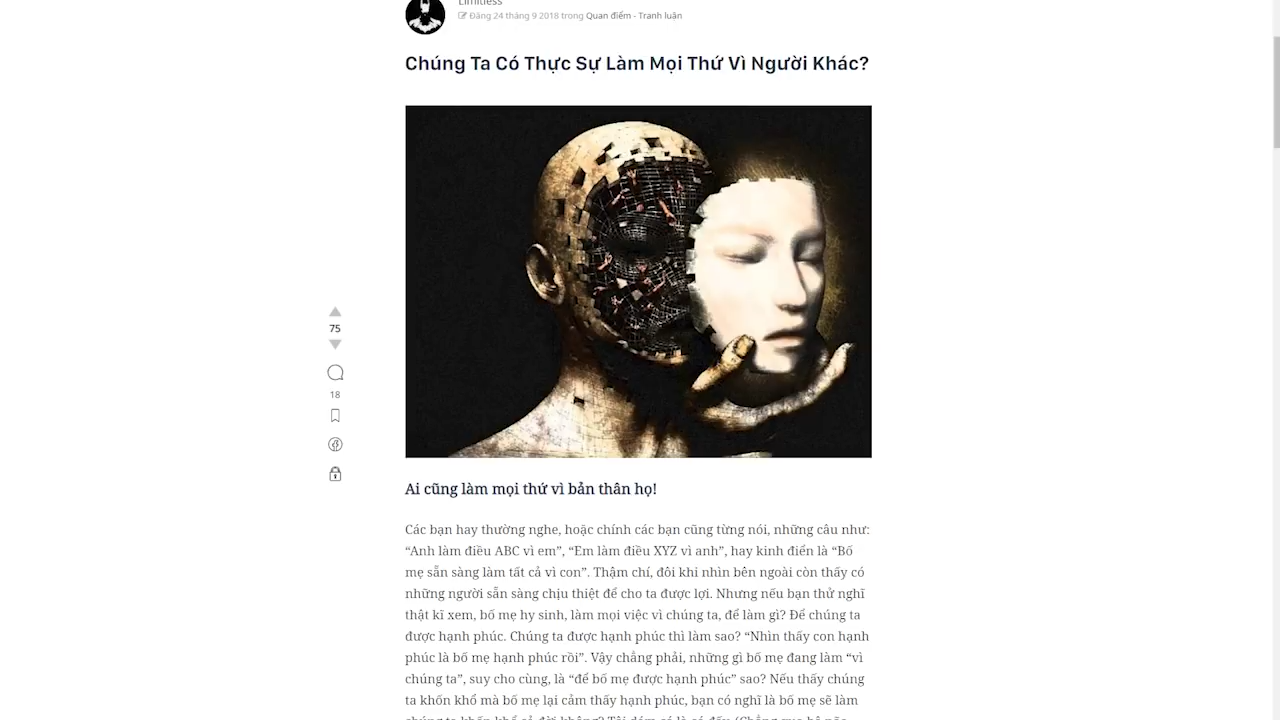 Limitless
Đăng 24 tháng 9 2018 trong Quan điểm - Tranh luận
Chúng Ta Có Thực Sự Làm Mọi Thứ Vì Người Khác?
75
18
Ai cũng làm mọi thứ vì bản thân họ!
Các bạn hay thường nghe, hoặc chính các bạn cũng từng nói, những câu như:
“Anh làm điều ABC vì em”, “Em làm điều XYZ vì anh”, hay kinh điển là “Bố
mẹ sẵn sàng làm tất cả vì con”. Thậm chí, đôi khi nhìn bên ngoài còn thấy có
những người sẵn sàng chịu thiệt để cho ta được lợi. Nhưng nếu bạn thử nghĩ
thật kĩ xem, bố mẹ hy sinh, làm mọi việc vì chúng ta, để làm gì? Để chúng ta
được hạnh phúc. Chúng ta được hạnh phúc thì làm sao? “Nhìn thấy con hạnh
phúc là bố mẹ hạnh phúc rồi”. Vậy chẳng phải, những gì bố mẹ đang làm “vì
chúng ta”, suy cho cùng, là “để bố mẹ được hạnh phúc” sao? Nếu thấy chúng
ta khốn khổ mà bố mẹ lại cảm thấy hạnh phúc, bạn có nghĩ là bố mẹ sẽ làm